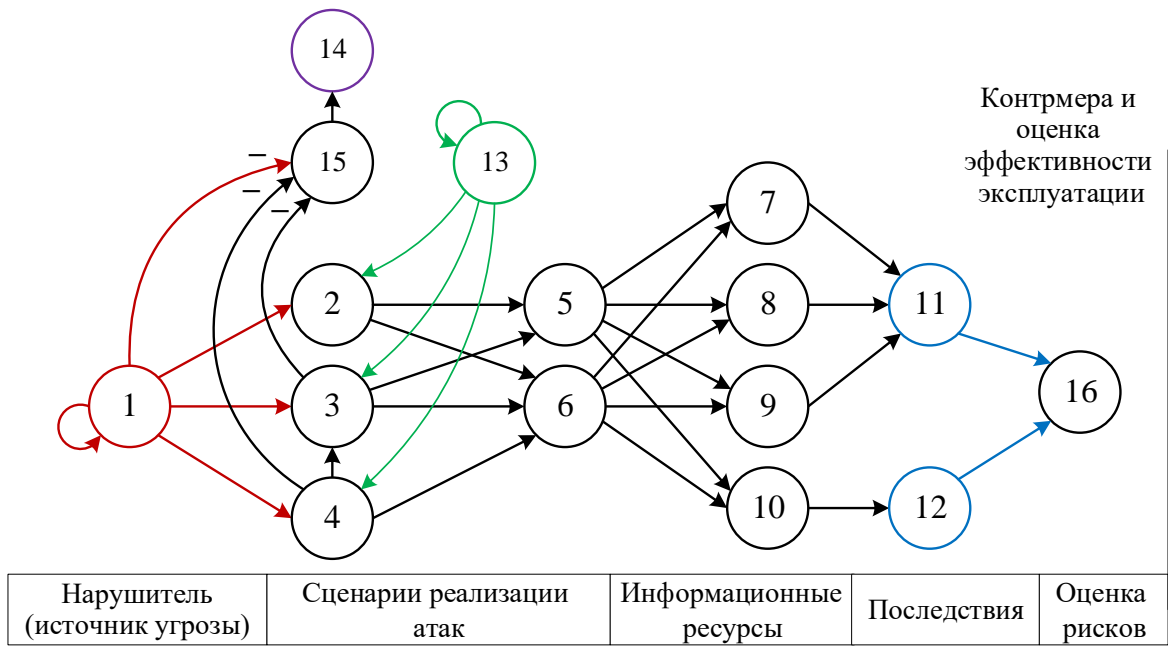 14
Контрмера и
оценка
эффективности
эксплуатации
–
15
13
–
–
7
2
5
8
11
1
3
6
9
16
4
10
12
Нарушитель
(источник угрозы)
Сценарии реализации
атак
Информационные
ресурсы
Последствия
Оценка
рисков